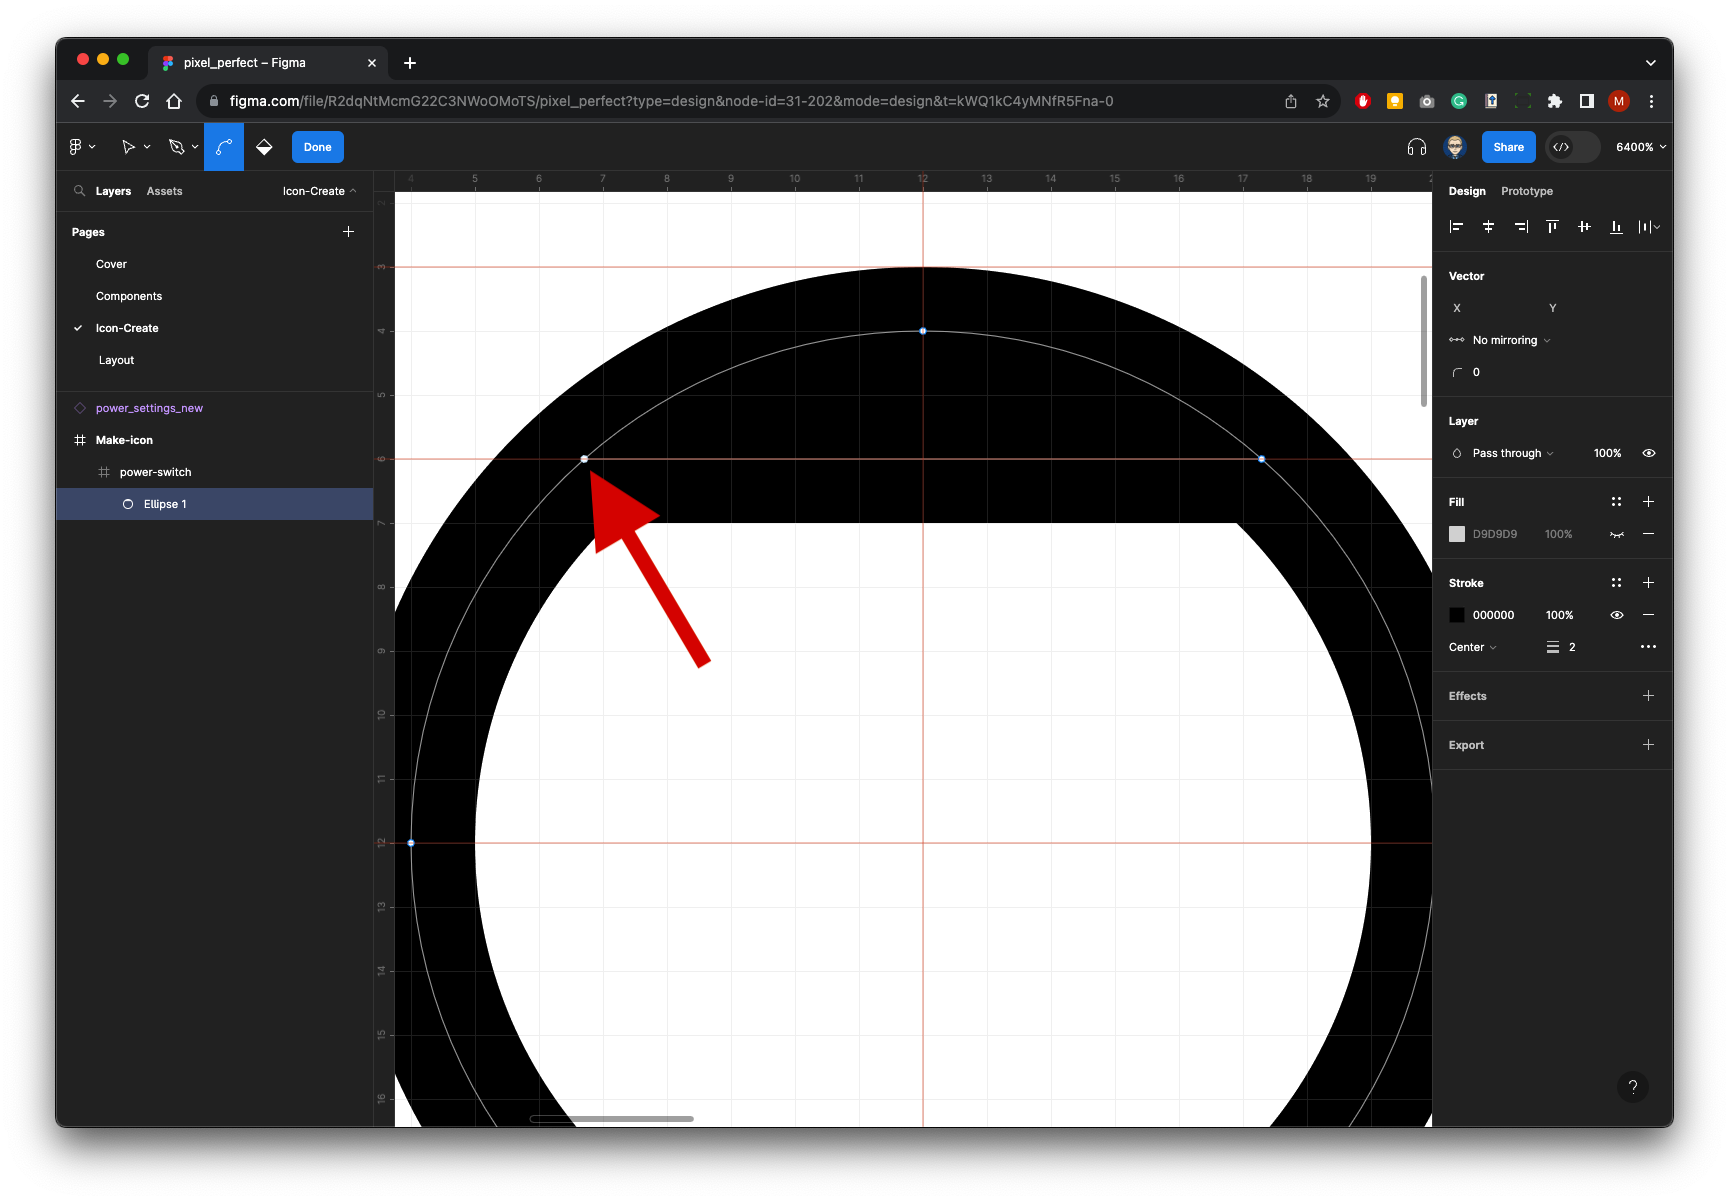 pixel_perfect – Figma
figma.com/file/R2dqNtMcmG22C3NWoOMoTS/pixel_perfect?type=design&node-id=31-202&mode=design&t=kWQ1kC4yMNfR5Fna-0
M
Done
Share
6400%
Layers Assets Icon-Create
4 5 6 7 8 9 10 11 12 13 14 15 16 17 18 19
Design Prototype
Pages
Cover
Components
Icon-Create
Layout
power_settings_new
Make-icon
power-switch
Ellipse 1
2
3
4
5
6
7
8
9
10
11
12
13
14
15
16
Vector
X Y
No mirroring
0
Layer
Pass through 100%
Fill
D9D9D9 100%
Stroke
000000 100%
Center 2
Effects
Export
?